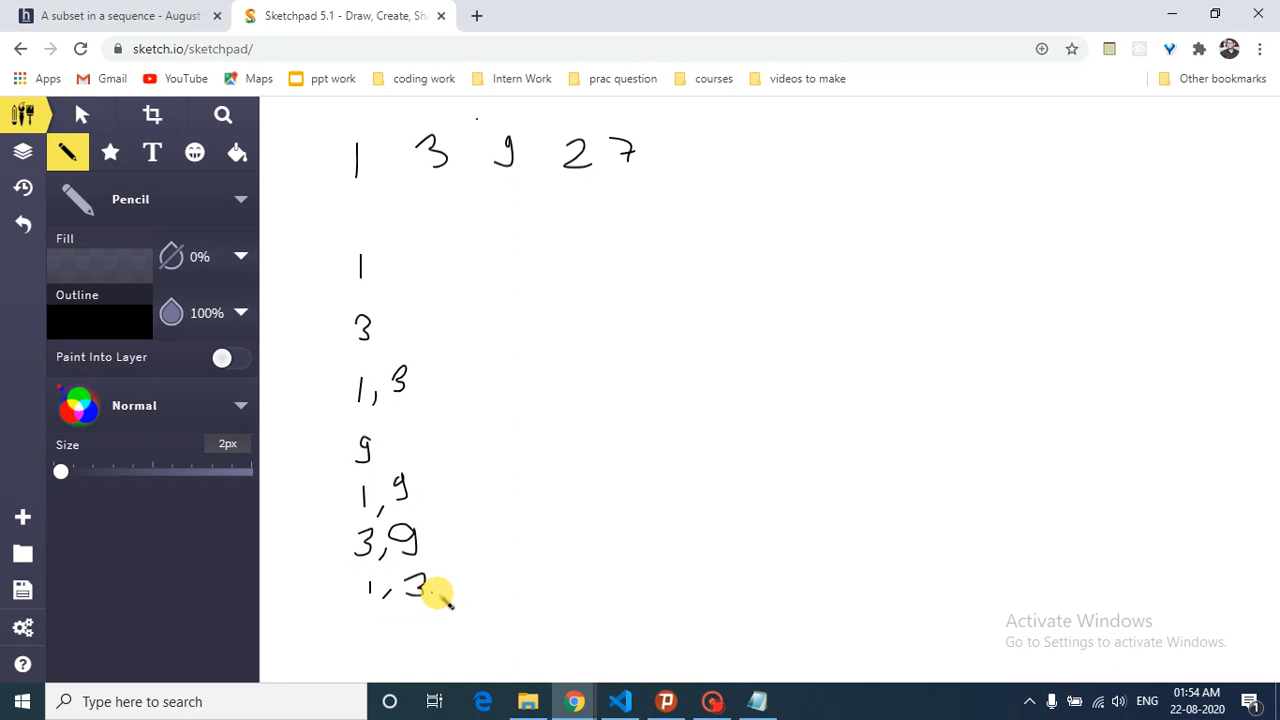 A subset in a sequence - August
Sketchpad 5.1 - Draw, Create, Sha
sketch.io/sketchpad/
Apps Gmail YouTube Maps ppt work coding work Intern Work prac question courses videos to make Other bookmarks
1 3 9 27
Pencil
Fill
0%
Outline
100%
Paint Into Layer
Normal
Size
2px
1
3
1,3
9
1,9
3,9
1,3
Activate Windows
Go to Settings to activate Windows.
Type here to search
ENG
01:54 AM
22-08-2020